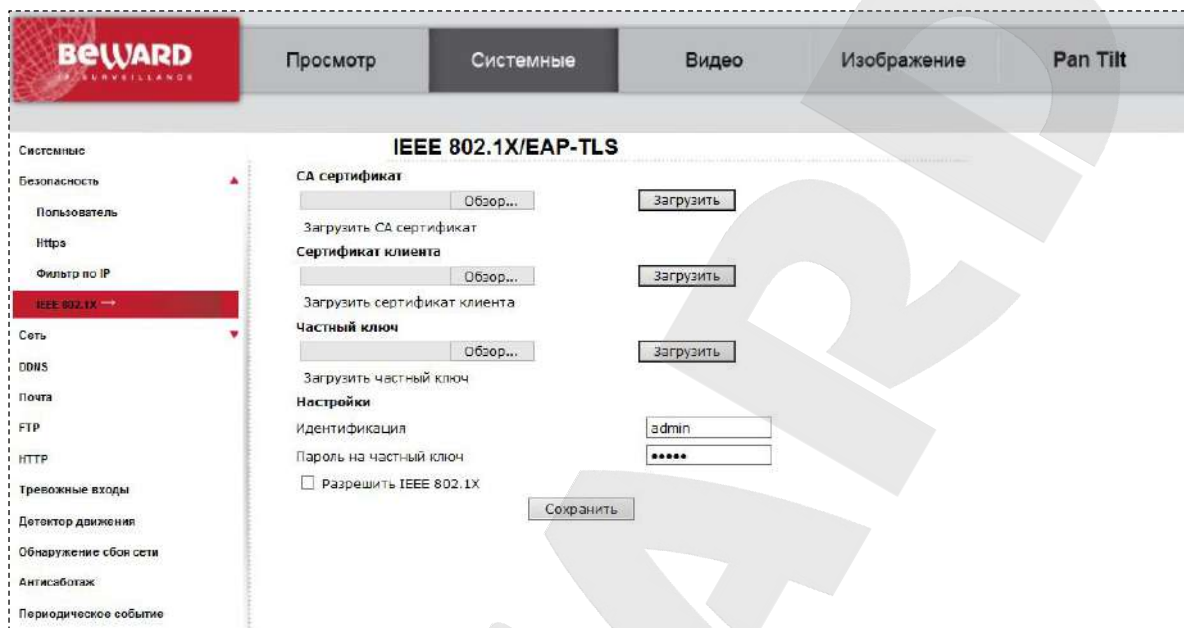 BEWARD
IP SURVEILLANCE
Просмотр
Системные
Видео
Изображение
Pan Tilt
Системные
Безопасность
Пользователь
Https
Фильтр по IP
IEEE 802.1X →
Сеть
DDNS
Почта
FTP
HTTP
Тревожные входы
Детектор движения
Обнаружение сбоя сети
Антисаботаж
Периодическое событие
IEEE 802.1X/EAP-TLS
CA сертификат
Обзор... Загрузить
Загрузить CA сертификат
Сертификат клиента
Обзор... Загрузить
Загрузить сертификат клиента
Частный ключ
Обзор... Загрузить
Загрузить частный ключ
Настройки
Идентификация admin
Пароль на частный ключ •••••
Разрешить IEEE 802.1X
Сохранить